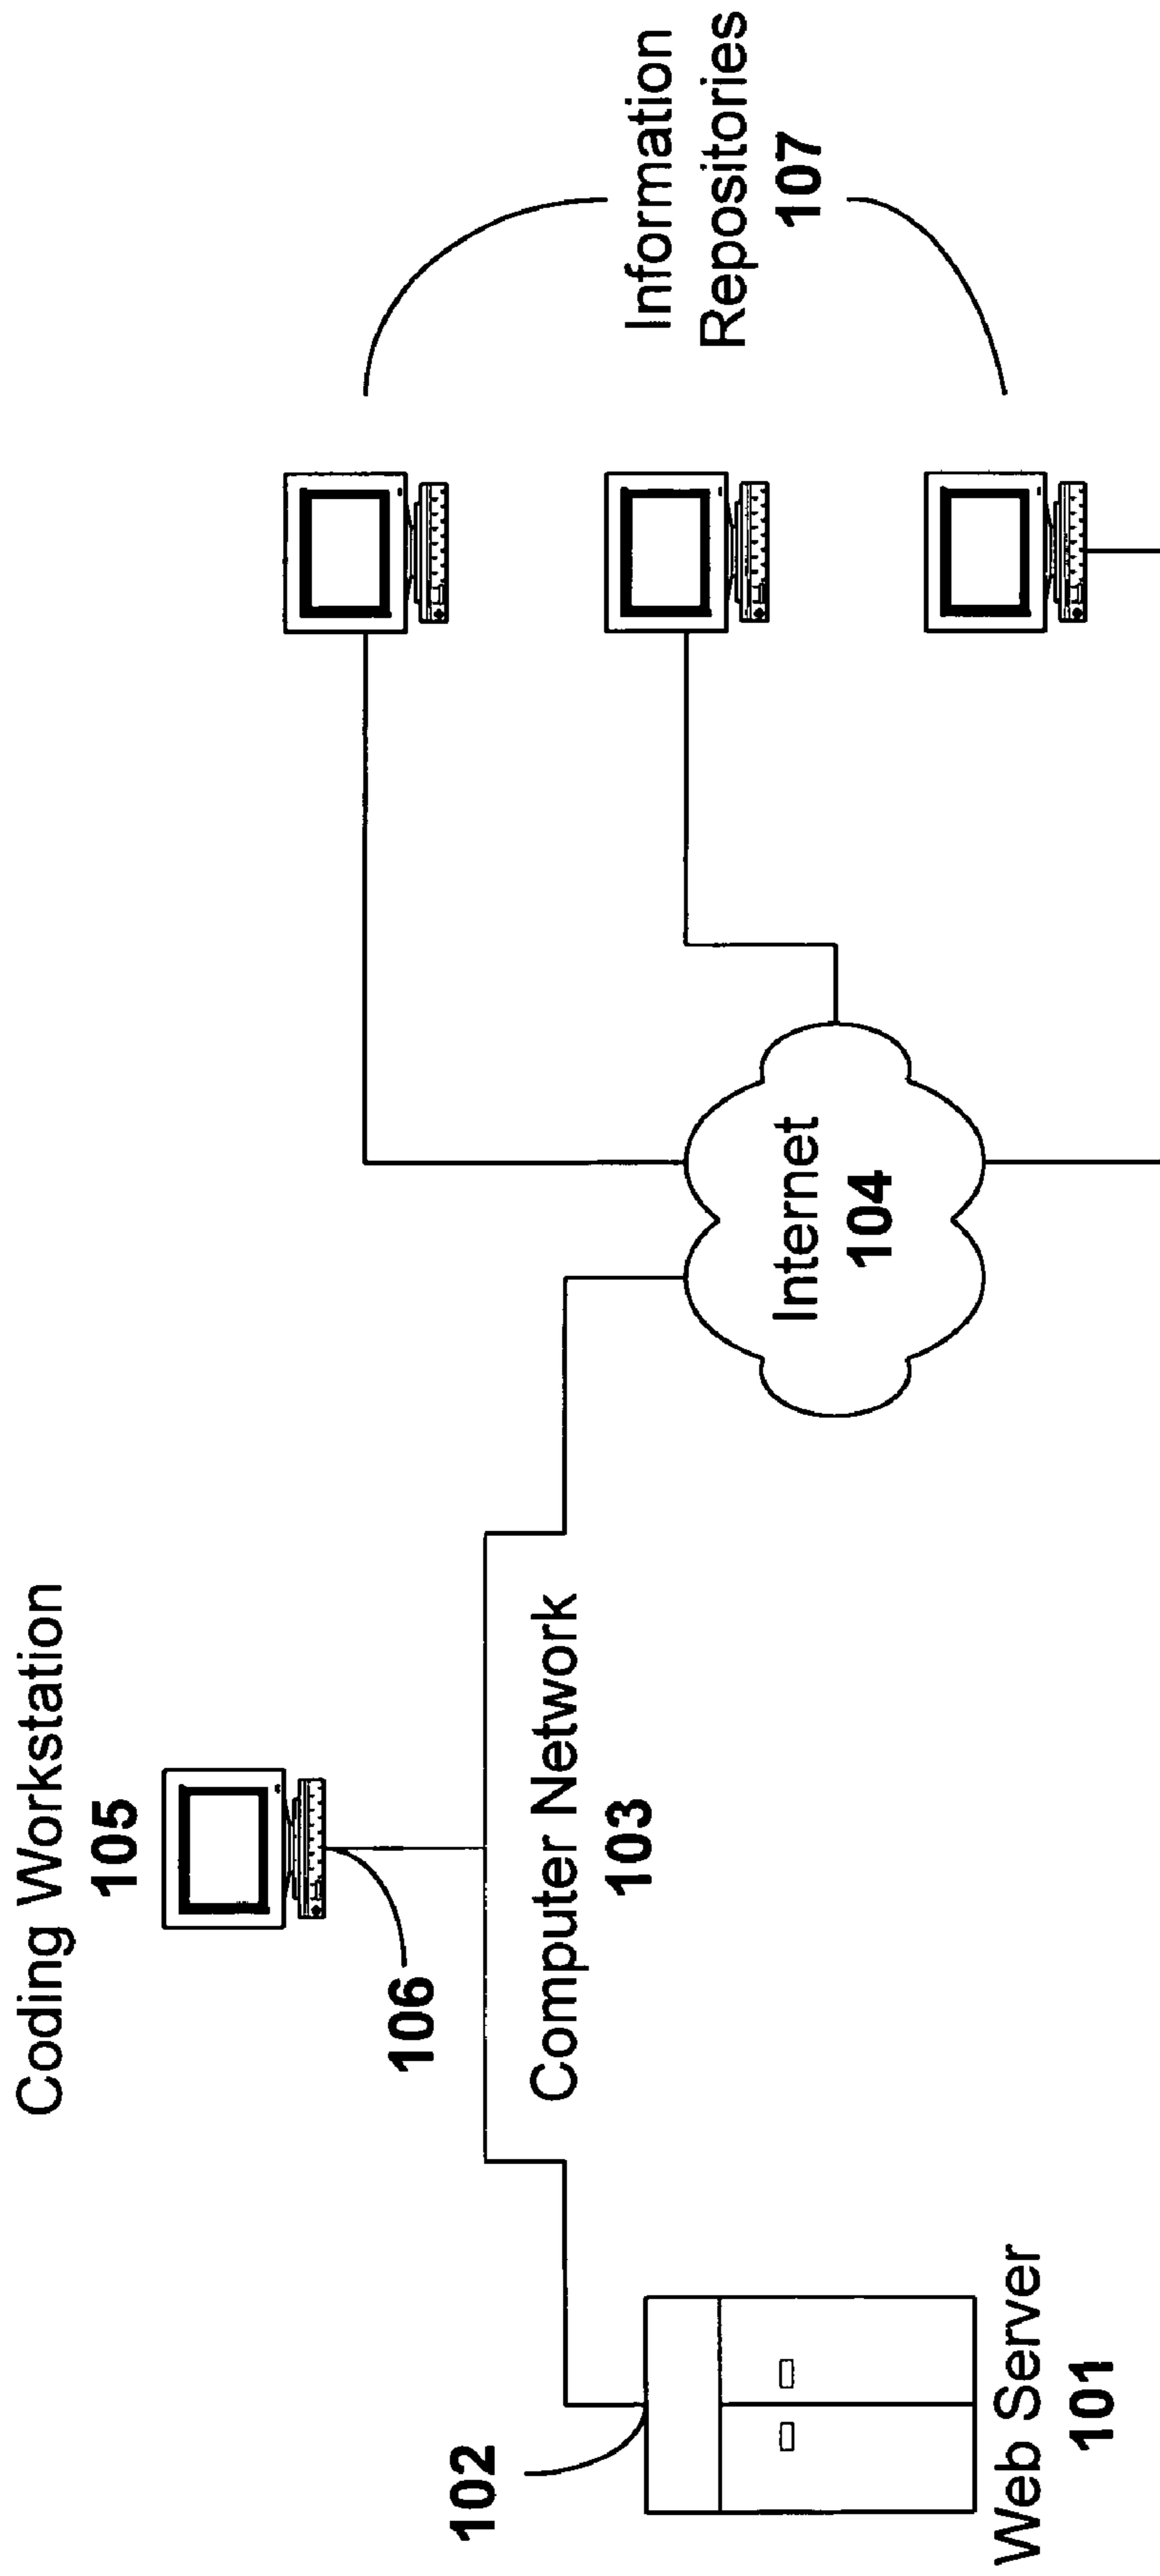 Coding Workstation
105
106
Computer Network
103
102
Web Server
101
Internet
104
Information
Repositories
107